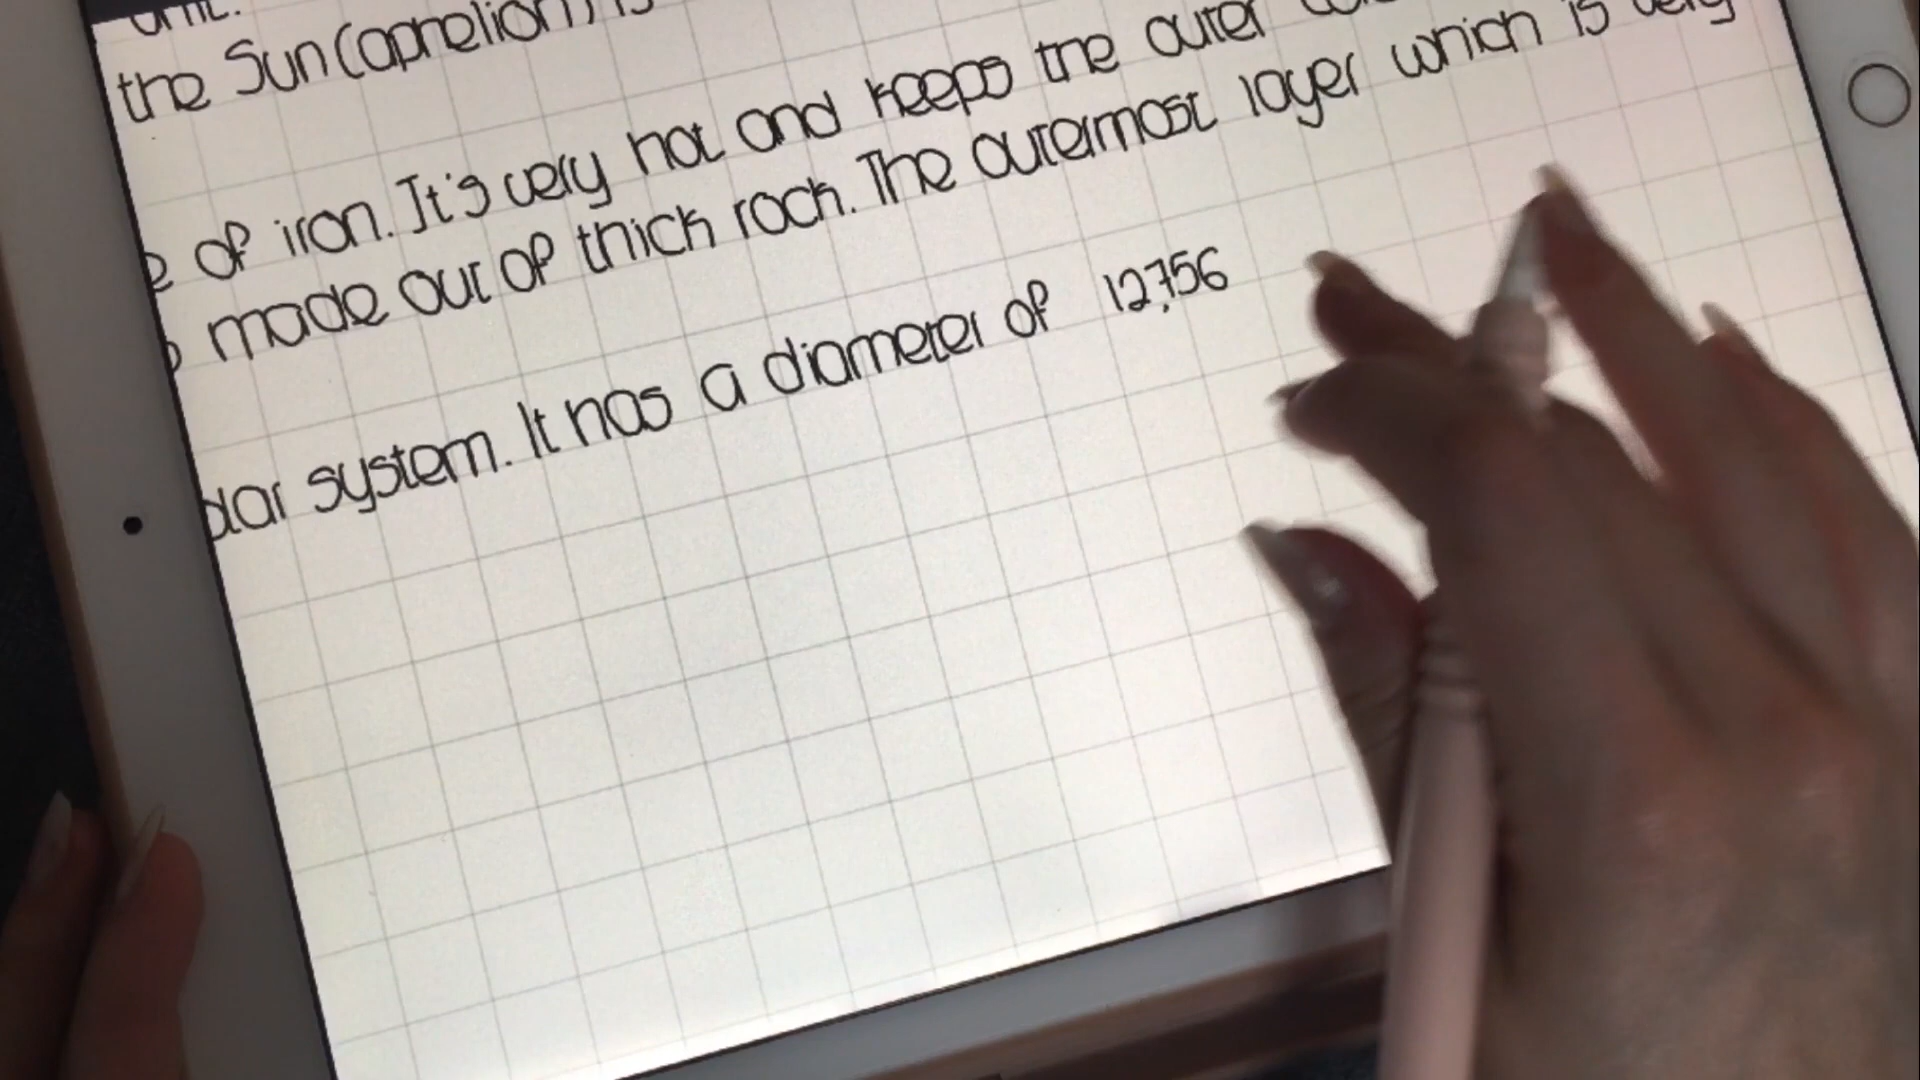 the Sun (aphelion) is
of iron. It's very hot and keeps the outer
made out of thick rock. The outermost layer which is very
system. It has a diameter of 12,756